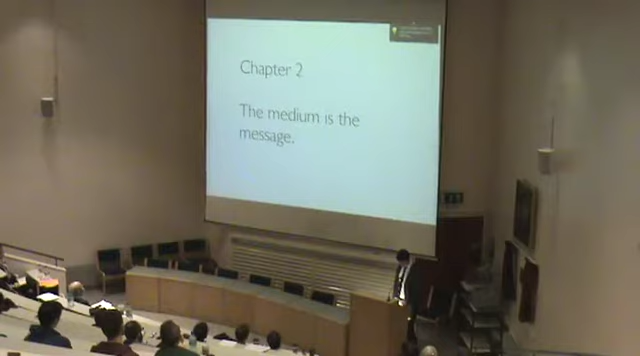 Chapter 2
The medium is the
message.